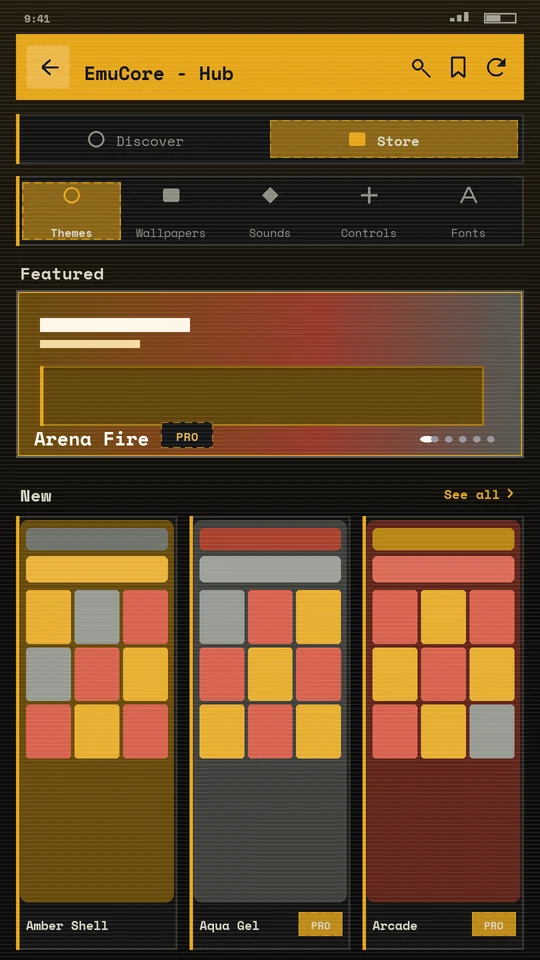 9:41
EmuCore - Hub
Discover
Store
Themes
Wallpapers
Sounds
Controls
Fonts
Featured
Arena Fire
PRO
New
See all
Amber Shell
Aqua Gel
PRO
Arcade
PRO